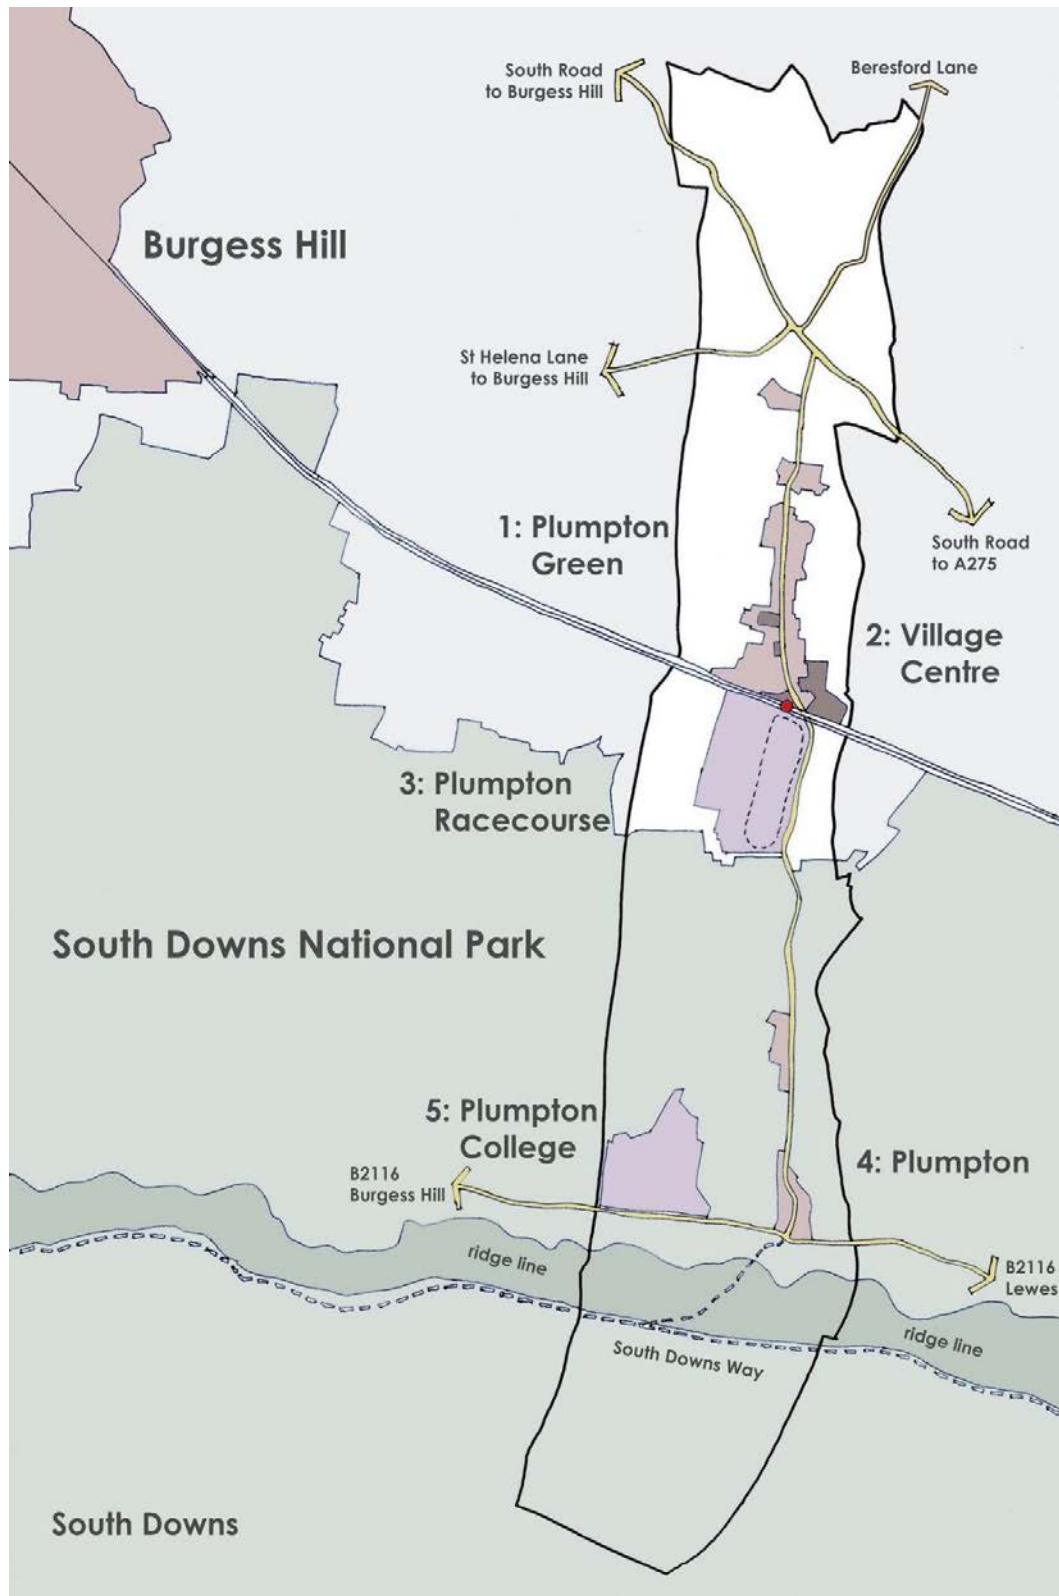 South Road
to Burgess Hill
Beresford Lane
Burgess Hill
St Helena Lane
to Burgess Hill
1: Plumpton
Green
South Road
to A275
2: Village
Centre
3: Plumpton
Racecourse
South Downs National Park
5: Plumpton
College
4: Plumpton
B2116
Burgess Hill
ridge line
B2116
Lewes
ridge line
South Downs Way
South Downs